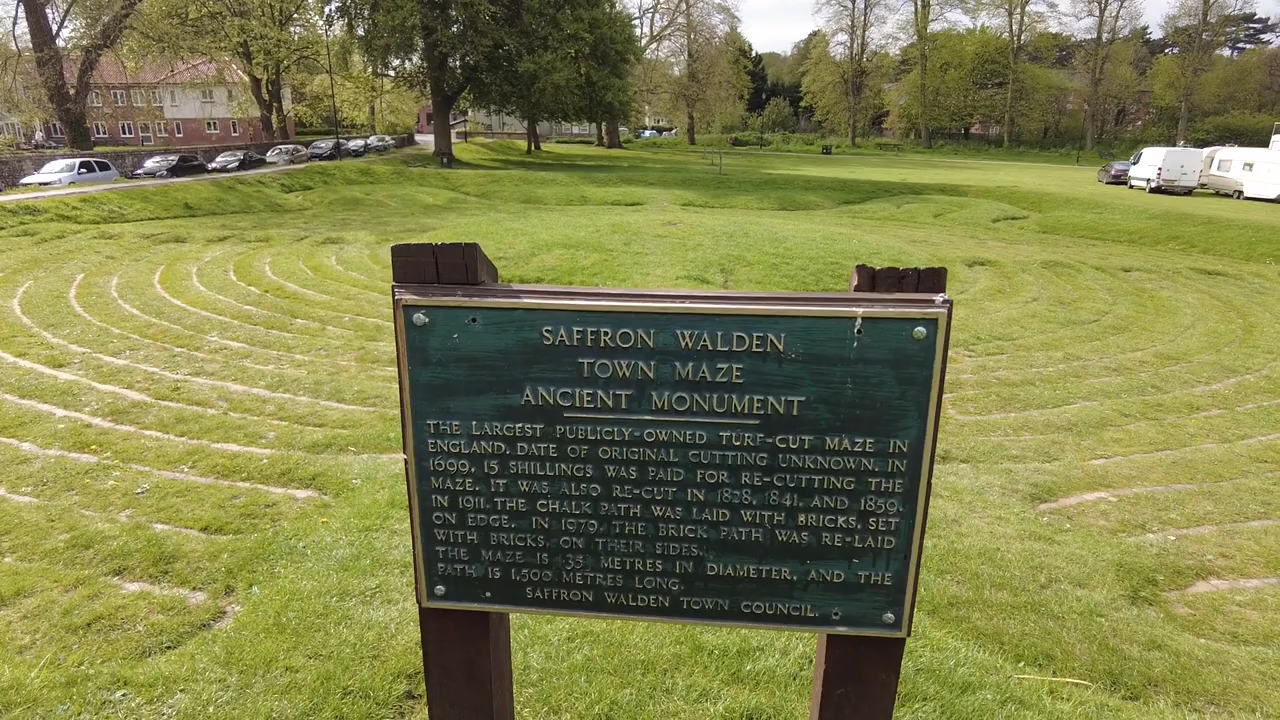 SAFFRON WALDEN
TOWN MAZE
ANCIENT MONUMENT
THE LARGEST PUBLICLY-OWNED TURF-CUT MAZE IN
ENGLAND. DATE OF ORIGINAL CUTTING UNKNOWN. IN
1699, 15 SHILLINGS WAS PAID FOR RE-CUTTING THE
MAZE. IT WAS ALSO RE-CUT IN 1828, 1841, AND 1859.
IN 1911, THE CHALK PATH WAS LAID WITH BRICKS, SET
ON EDGE. IN 1979, THE BRICK PATH WAS RE-LAID
WITH BRICKS, ON THEIR SIDES.
THE MAZE IS 35 METRES IN DIAMETER, AND THE
PATH IS 1,500 METRES LONG.
SAFFRON WALDEN TOWN COUNCIL.